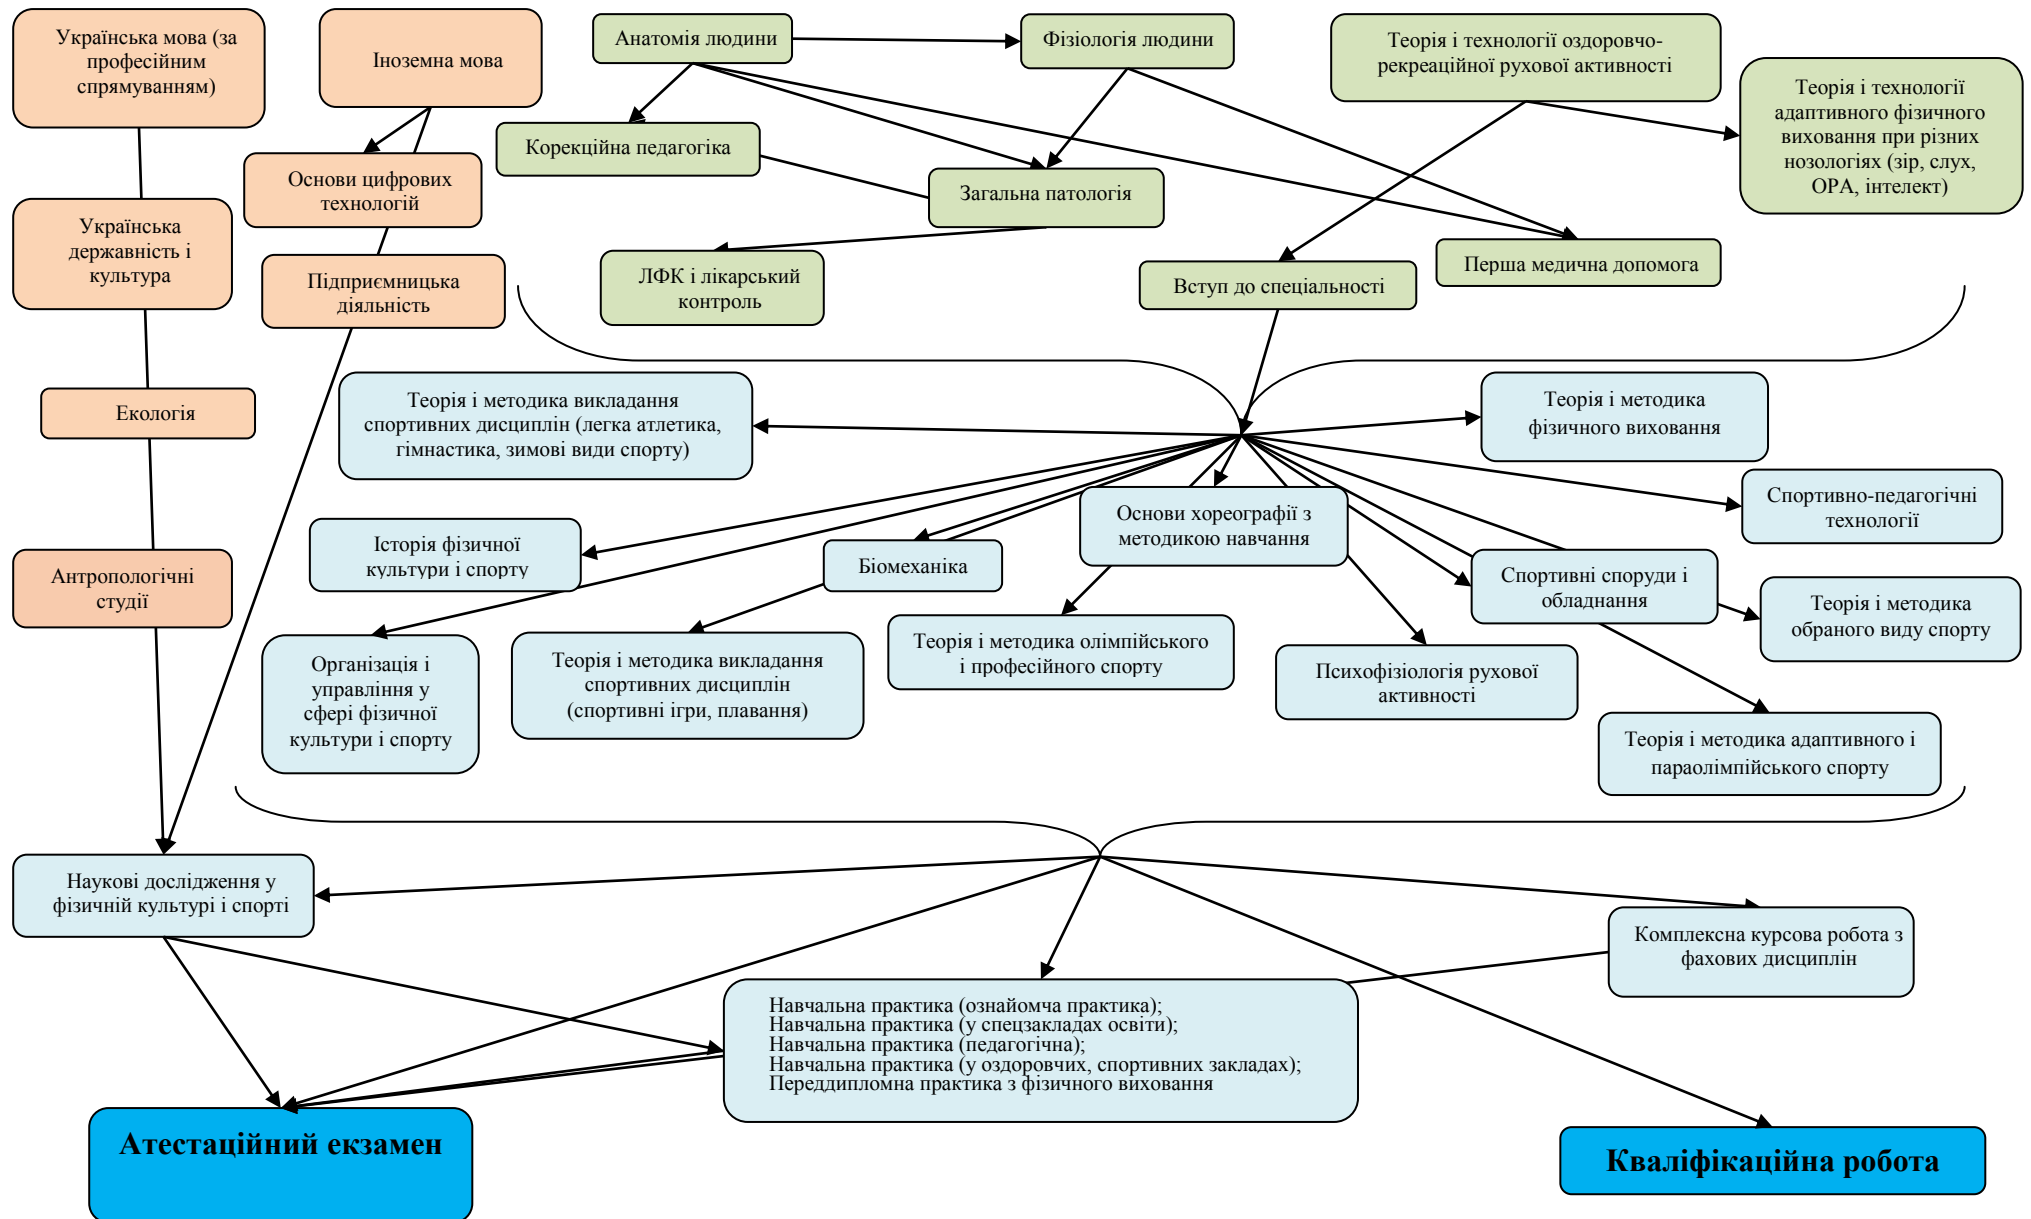 Українська мова (за
професійним
спрямуванням)
Іноземна мова
Анатомія людини
Фізіологія людини
Теорія і технології оздоровчо-
рекреаційної рухової активності
Теорія і технології
адаптивного фізичного
виховання при різних
нозологіях (зір, слух,
ОРА, інтелект)
Корекційна педагогіка
Основи цифрових
технологій
Загальна патологія
Українська
державність і
культура
Підприємницька
діяльність
ЛФК і лікарський
контроль
Вступ до спеціальності
Перша медична допомога
Екологія
Теорія і методика викладання
спортивних дисциплін (легка атлетика,
гімнастика, зимові види спорту)
Теорія і методика
фізичного виховання
Спортивно-педагогічні
технології
Основи хореографії з
методикою навчання
Історія фізичної
культури і спорту
Біомеханіка
Антропологічні
студії
Спортивні споруди і
обладнання
Теорія і методика
обраного виду спорту
Організація і
управління у
сфері фізичної
культури і спорту
Теорія і методика викладання
спортивних дисциплін
(спортивні ігри, плавання)
Теорія і методика олімпійського
і професійного спорту
Психофізіологія рухової
активності
Теорія і методика адаптивного і
параолімпійського спорту
Наукові дослідження у
фізичній культурі і спорті
Комплексна курсова робота з
фахових дисциплін
Навчальна практика (ознайомча практика);
Навчальна практика (у спецзакладах освіти);
Навчальна практика (педагогічна);
Навчальна практика (у оздоровчих, спортивних закладах);
Переддипломна практика з фізичного виховання
Атестаційний екзамен
Кваліфікаційна робота